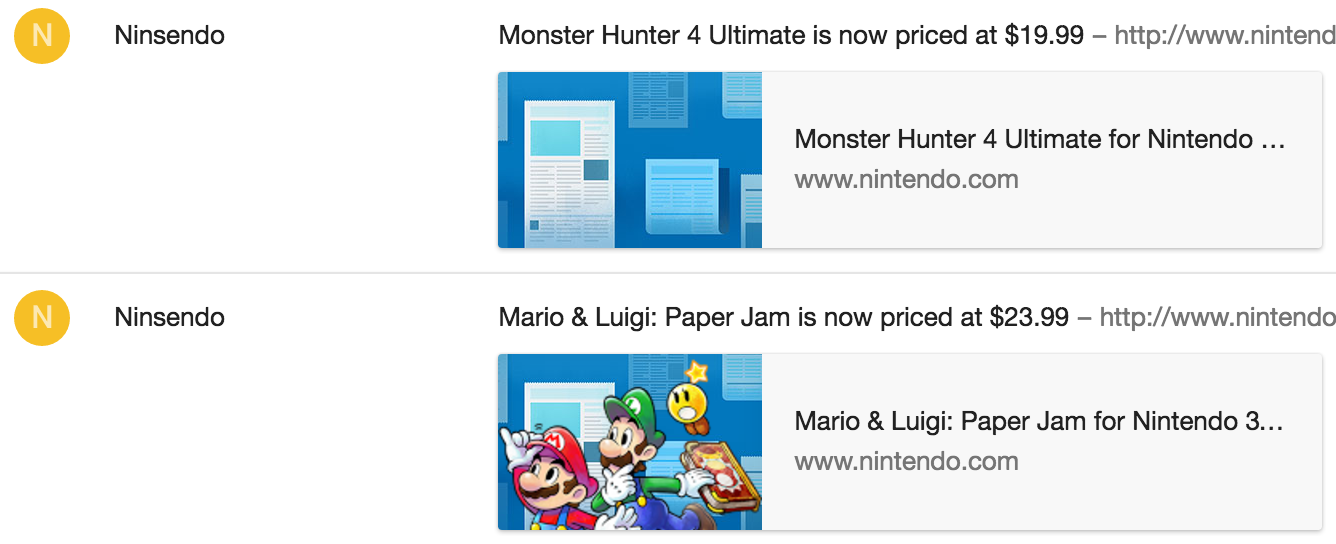 N
Ninsendo
Monster Hunter 4 Ultimate is now priced at $19.99 – http://www.nintend
Monster Hunter 4 Ultimate for Nintendo ...
www.nintendo.com
N
Ninsendo
Mario & Luigi: Paper Jam is now priced at $23.99 – http://www.nintendo
Mario & Luigi: Paper Jam for Nintendo 3...
www.nintendo.com